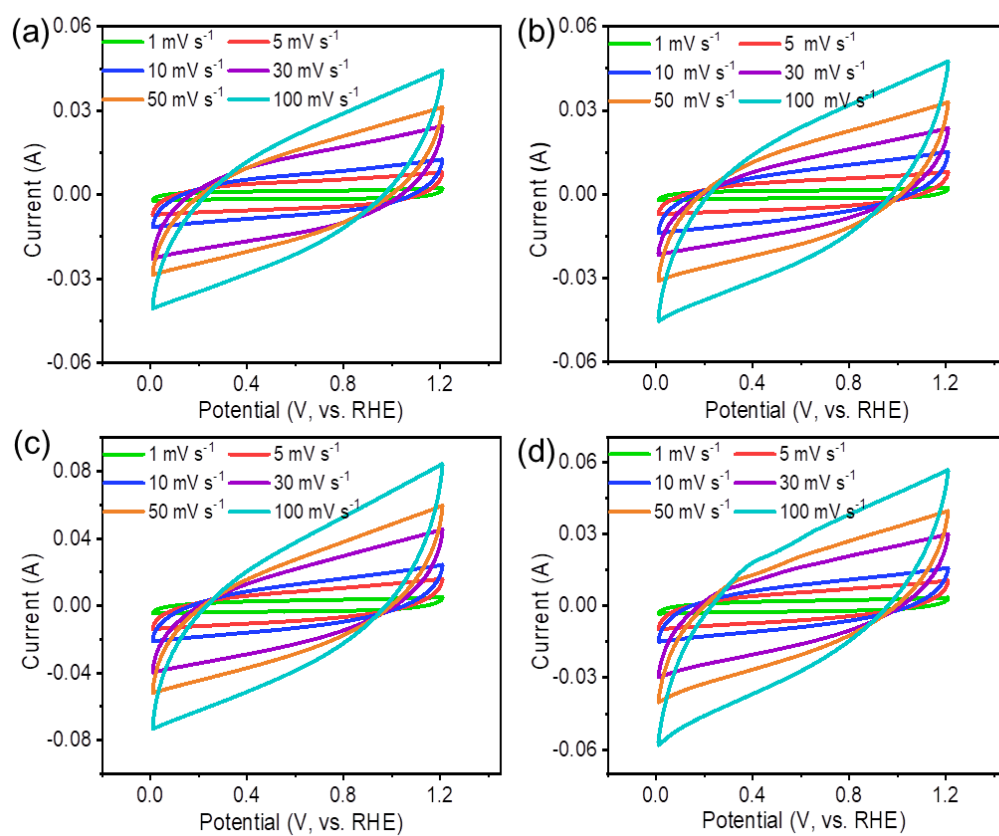 (a)
0.06
0.03
0.00
-0.03
-0.06
Current (A)
1 mV s⁻¹ 5 mV s⁻¹
10 mV s⁻¹ 30 mV s⁻¹
50 mV s⁻¹ 100 mV s⁻¹
0.0 0.4 0.8 1.2
Potential (V, vs. RHE)
(b)
0.06
0.03
0.00
-0.03
-0.06
Current (A)
1 mV s⁻¹ 5 mV s⁻¹
10 mV s⁻¹ 30 mV s⁻¹
50 mV s⁻¹ 100 mV s⁻¹
0.0 0.4 0.8 1.2
Potential (V, vs. RHE)
(c)
0.08
0.04
0.00
-0.04
-0.08
Current (A)
1 mV s⁻¹ 5 mV s⁻¹
10 mV s⁻¹ 30 mV s⁻¹
50 mV s⁻¹ 100 mV s⁻¹
0.0 0.4 0.8 1.2
Potential (V, vs. RHE)
(d)
0.06
0.03
0.00
-0.03
-0.06
Current (A)
1 mV s⁻¹ 5 mV s⁻¹
10 mV s⁻¹ 30 mV s⁻¹
50 mV s⁻¹ 100 mV s⁻¹
0.0 0.4 0.8 1.2
Potential (V, vs. RHE)